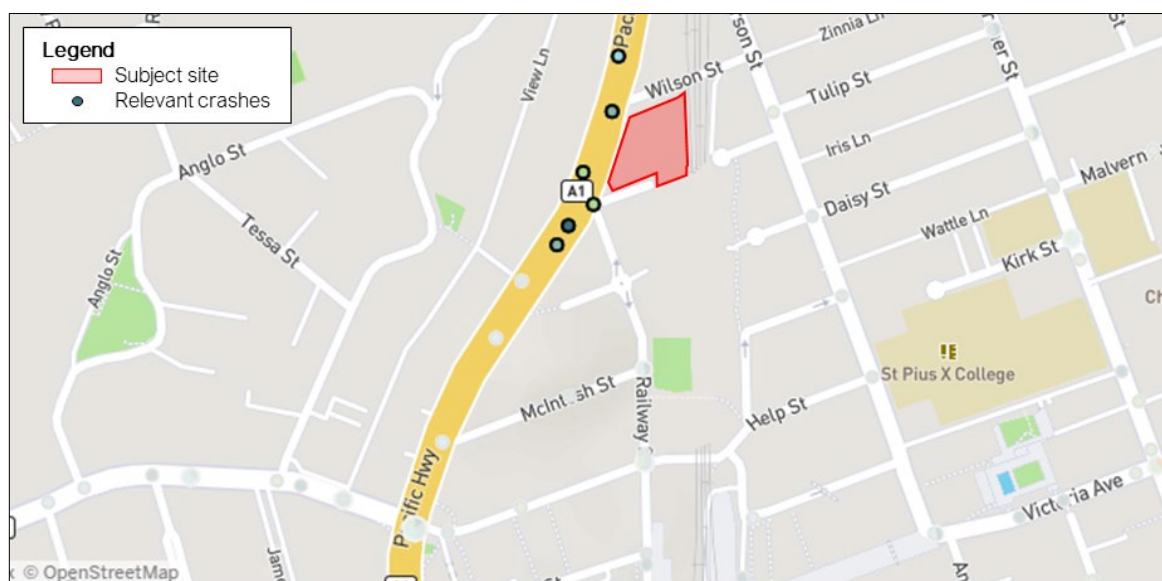 Legend
Subject site
Relevant crashes
View Ln
Wilson St
Zinnia Ln
Tulip St
Iris Ln
Anglo St
A1
Daisy St
Malvern
Wattle Ln
Tessa St
Kirk St
Anglo St
St Pius X College
McIntosh St
Railway
Help St
Pacific Hwy
Victoria Ave
© OpenStreetMap